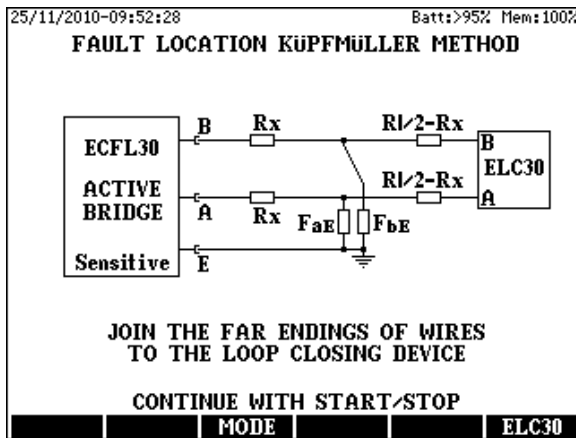 25/11/2010-09:52:28 Batt:>95% Mem:100%
FAULT LOCATION KüPFMüLLER METHOD
B Rx Rl/2-Rx
B
ECFL30
ELC30
ACTIVE
Rl/2-Rx
BRIDGE
A Rx FaE FbE A
Sensitive E
JOIN THE FAR ENDINGS OF WIRES
TO THE LOOP CLOSING DEVICE
CONTINUE WITH START/STOP
MODE ELC30